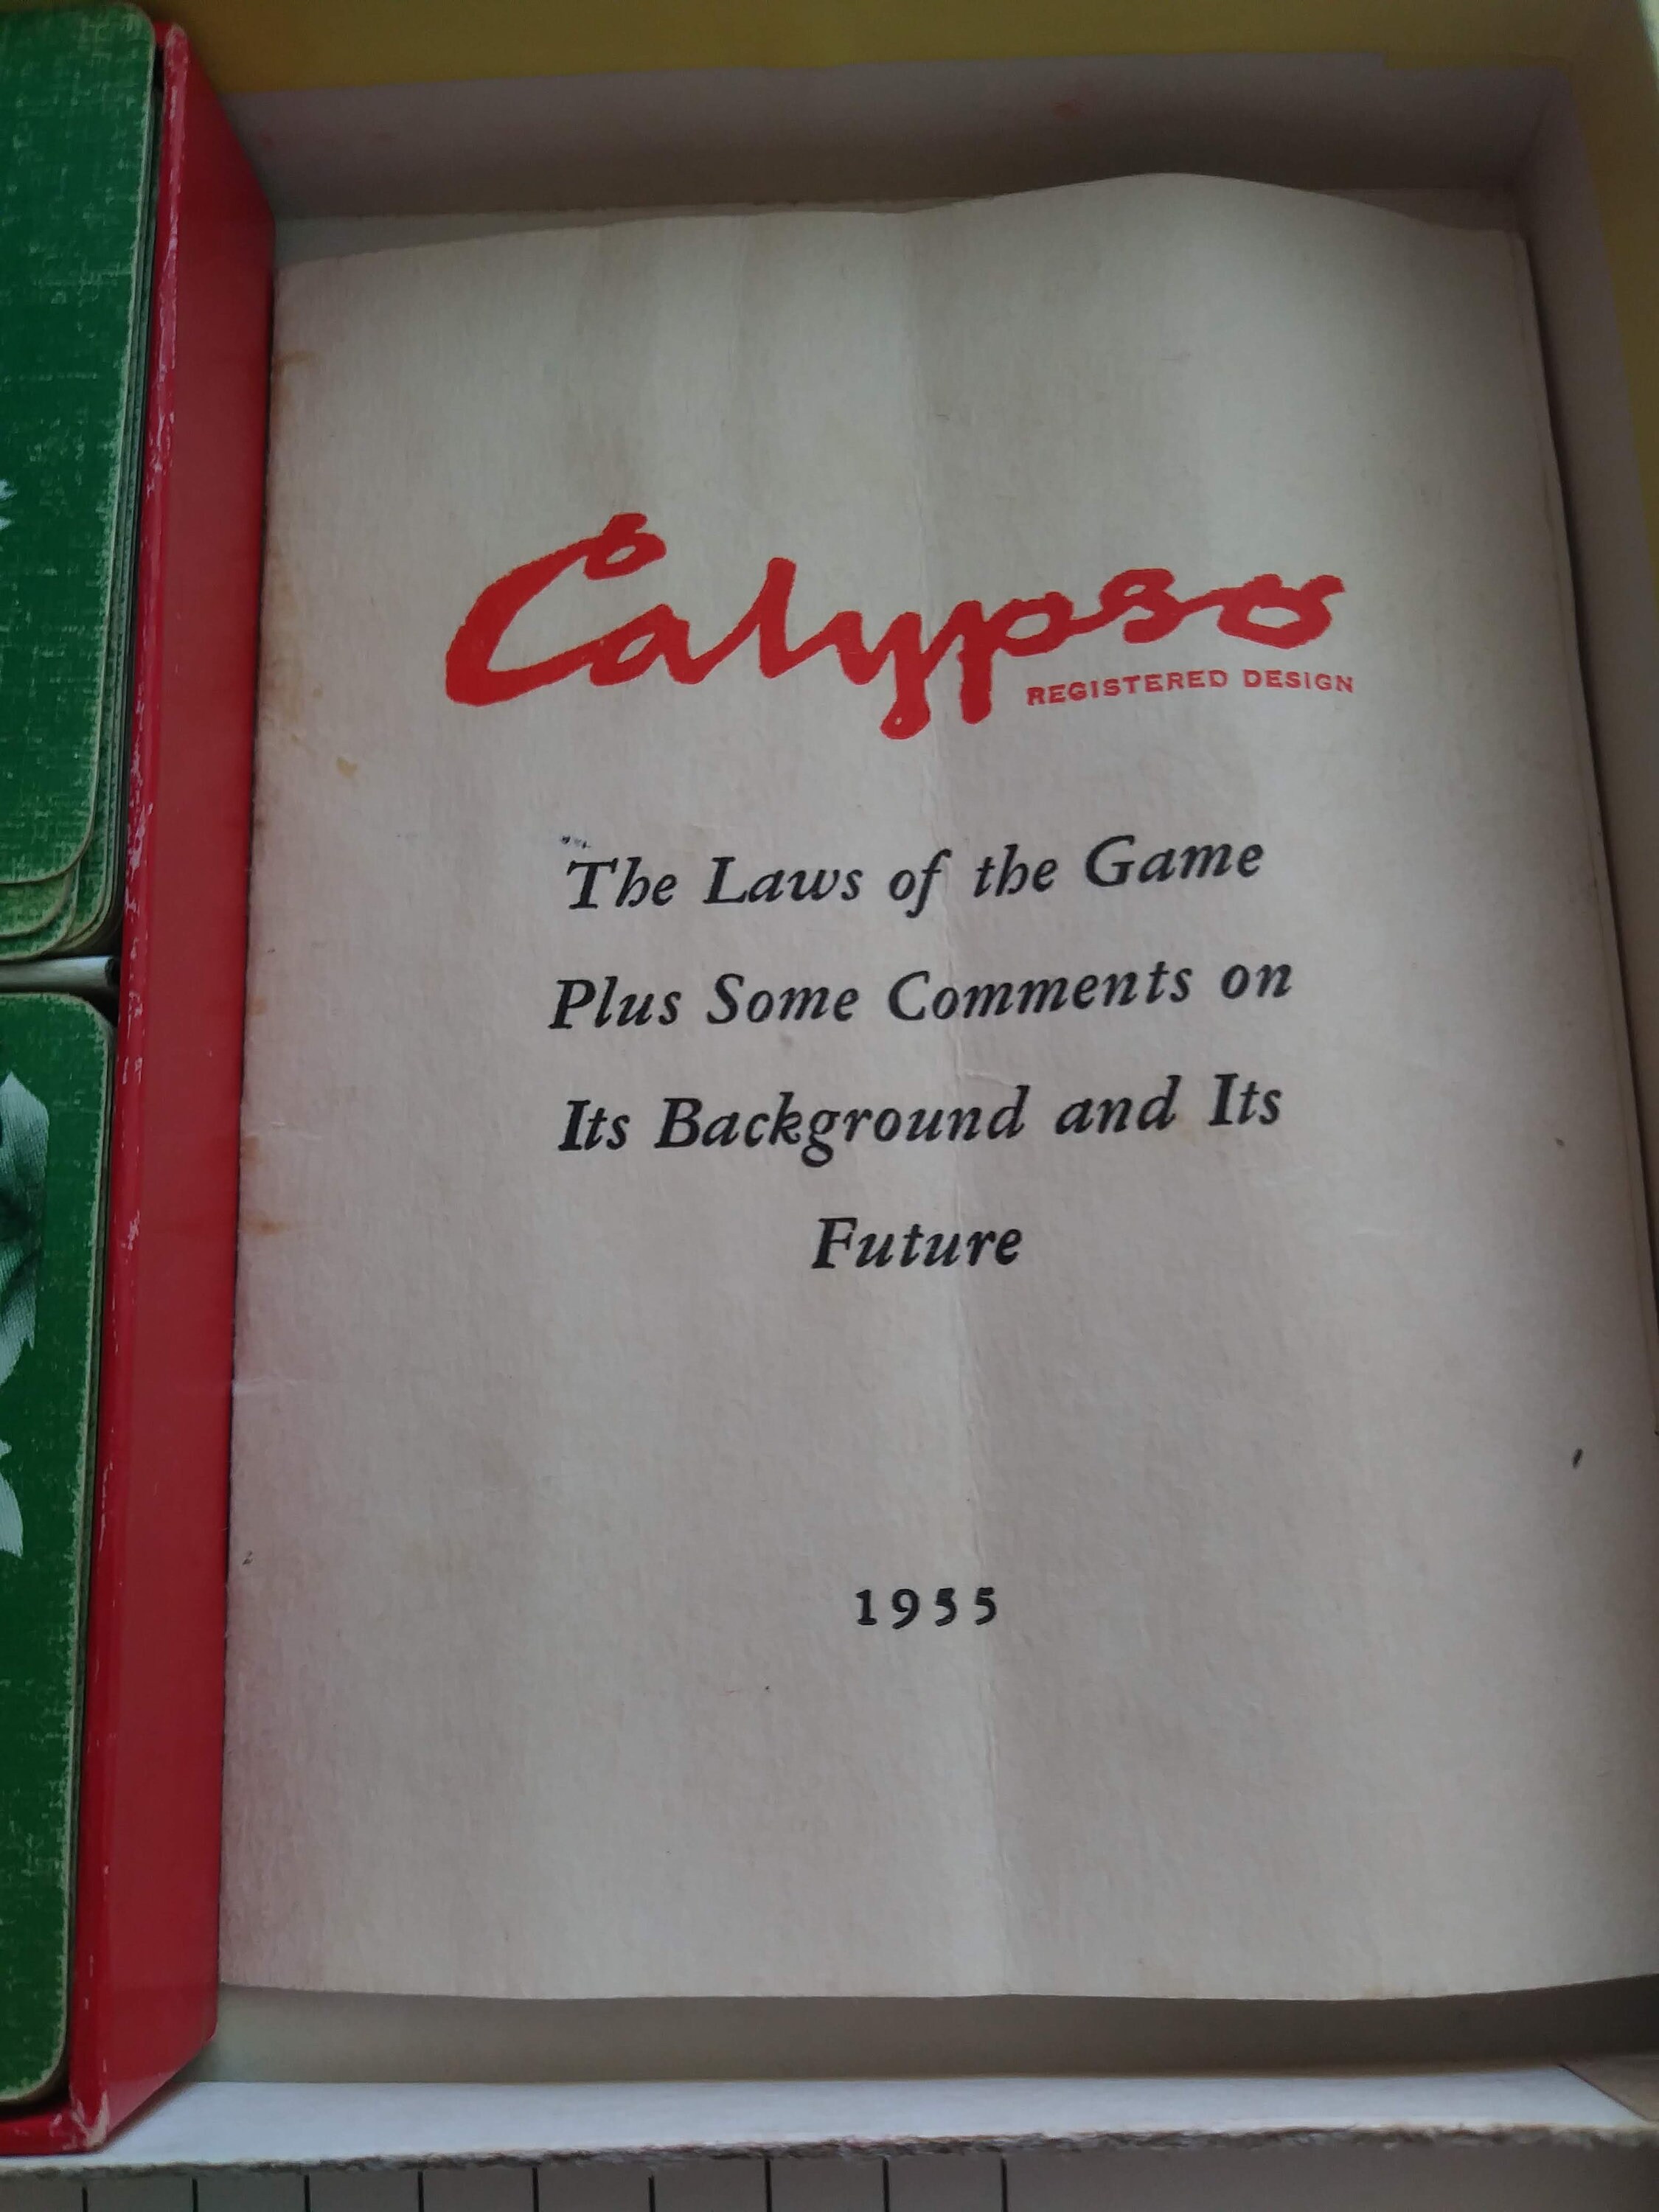 Calypso
REGISTERED DESIGN
The Laws of the Game
Plus Some Comments on
Its Background and Its
Future
1955